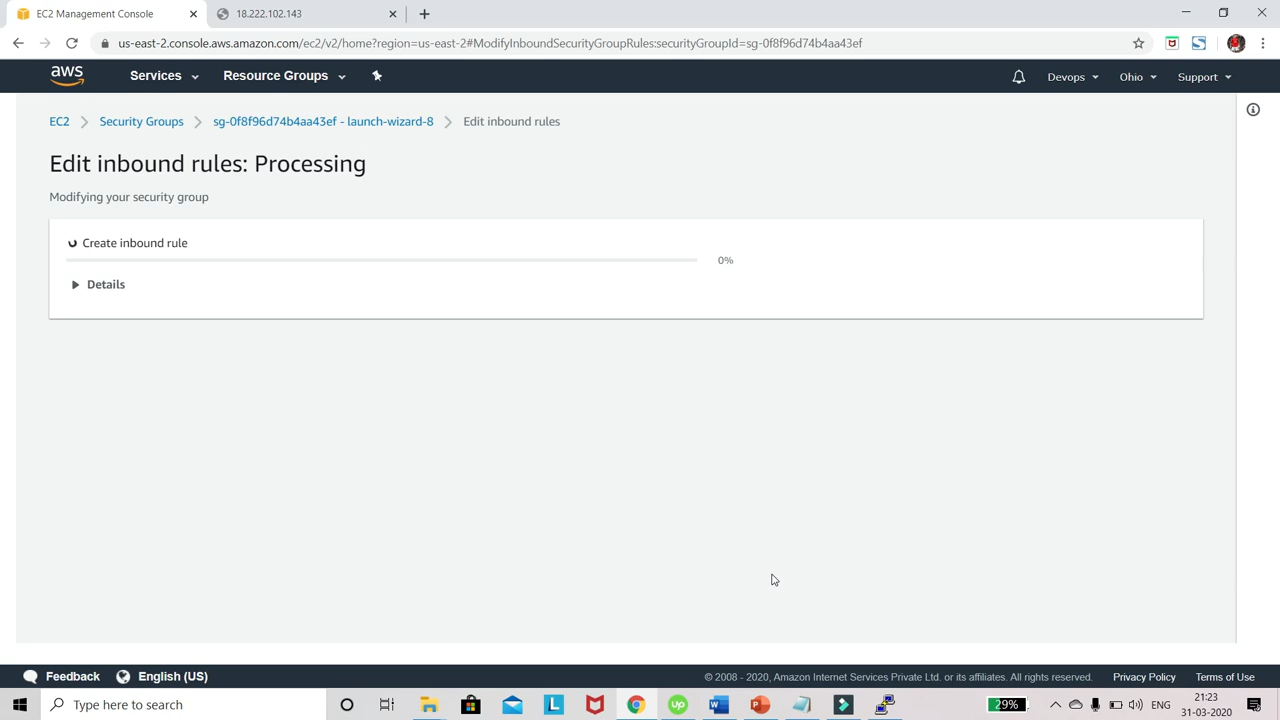 EC2 Management Console
18.222.102.143
us-east-2.console.aws.amazon.com/ec2/v2/home?region=us-east-2#ModifyInboundSecurityGroupRules:securityGroupId=sg-0f8f96d74b4aa43ef
aws
Services
Resource Groups
Devops
Ohio
Support
EC2
Security Groups
sg-0f8f96d74b4aa43ef - launch-wizard-8
Edit inbound rules
Edit inbound rules: Processing
Modifying your security group
Create inbound rule
0%
Details
Feedback
English (US)
© 2008 - 2020, Amazon Internet Services Private Ltd. or its affiliates. All rights reserved.
Privacy Policy
Terms of Use
Type here to search
L
up
29%
ENG
21:23
31-03-2020